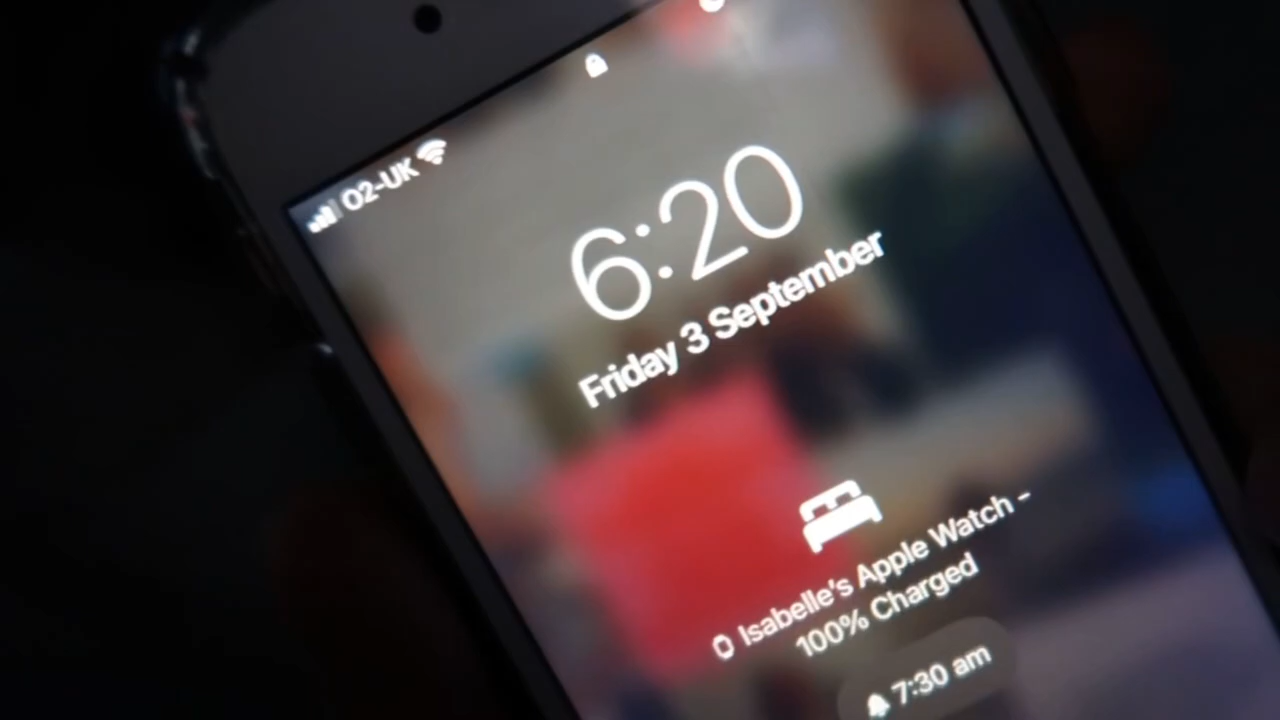 O2-UK
6:20
Friday 3 September
Isabelle's Apple Watch -
100% Charged
7:30 am